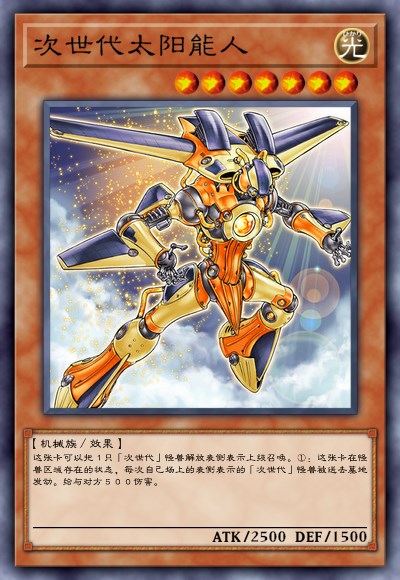 次世代太阳能人
ひかり
光
【机械族／效果】
这张卡可以把１只「次世代」怪兽解放表侧表示上级召唤。①：这张卡在怪
兽区域存在的状态，每次自己场上的表侧表示的「次世代」怪兽被送去墓地
发动。给与对方５００伤害。
ATK/2500 DEF/1500